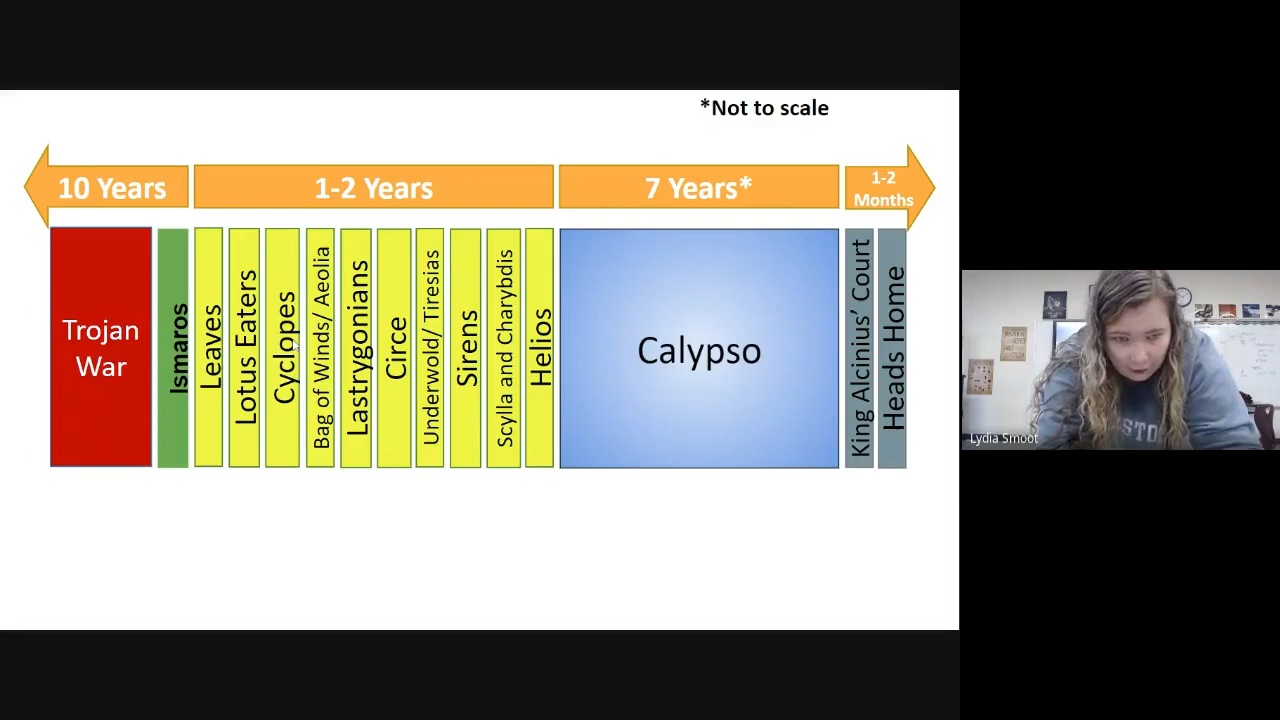 *Not to scale
10 Years
1-2 Years
7 Years*
1-2
Months
Trojan
War
Ismaros
Leaves
Lotus Eaters
Cyclopes
Bag of Winds/ Aeolia
Lastrygonians
Circe
Underwold/ Tiresias
Sirens
Scylla and Charybdis
Helios
Calypso
King Alcinius' Court
Heads Home
Lydia Smoot